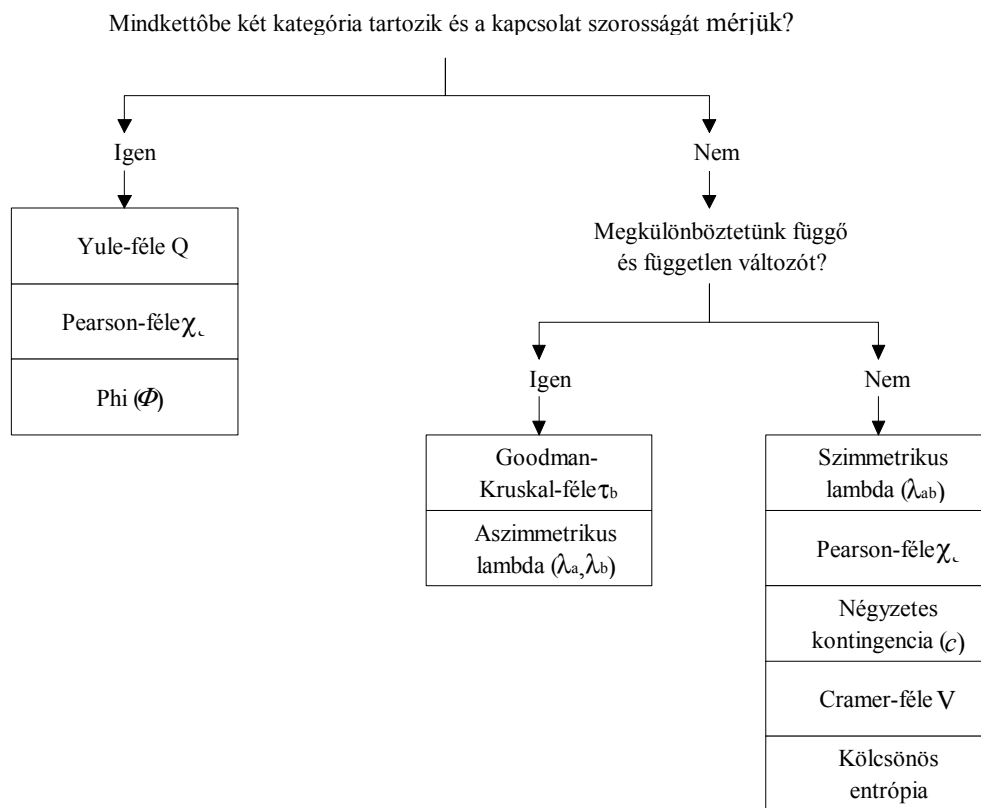 Mindkettôbe két kategória tartozik és a kapcsolat szorosságát mérjük?
Igen
Nem
Yule-féle Q
Pearson-féle χ
Phi (Φ)
Megkülönböztetünk függő
és független változót?
Igen
Nem
Goodman-
Kruskal-féle τb
Aszimmetrikus
lambda (λa,λb)
Szimmetrikus
lambda (λab)
Pearson-féle χ
Négyzetes
kontingencia (c)
Cramer-féle V
Kölcsönös
entrópia